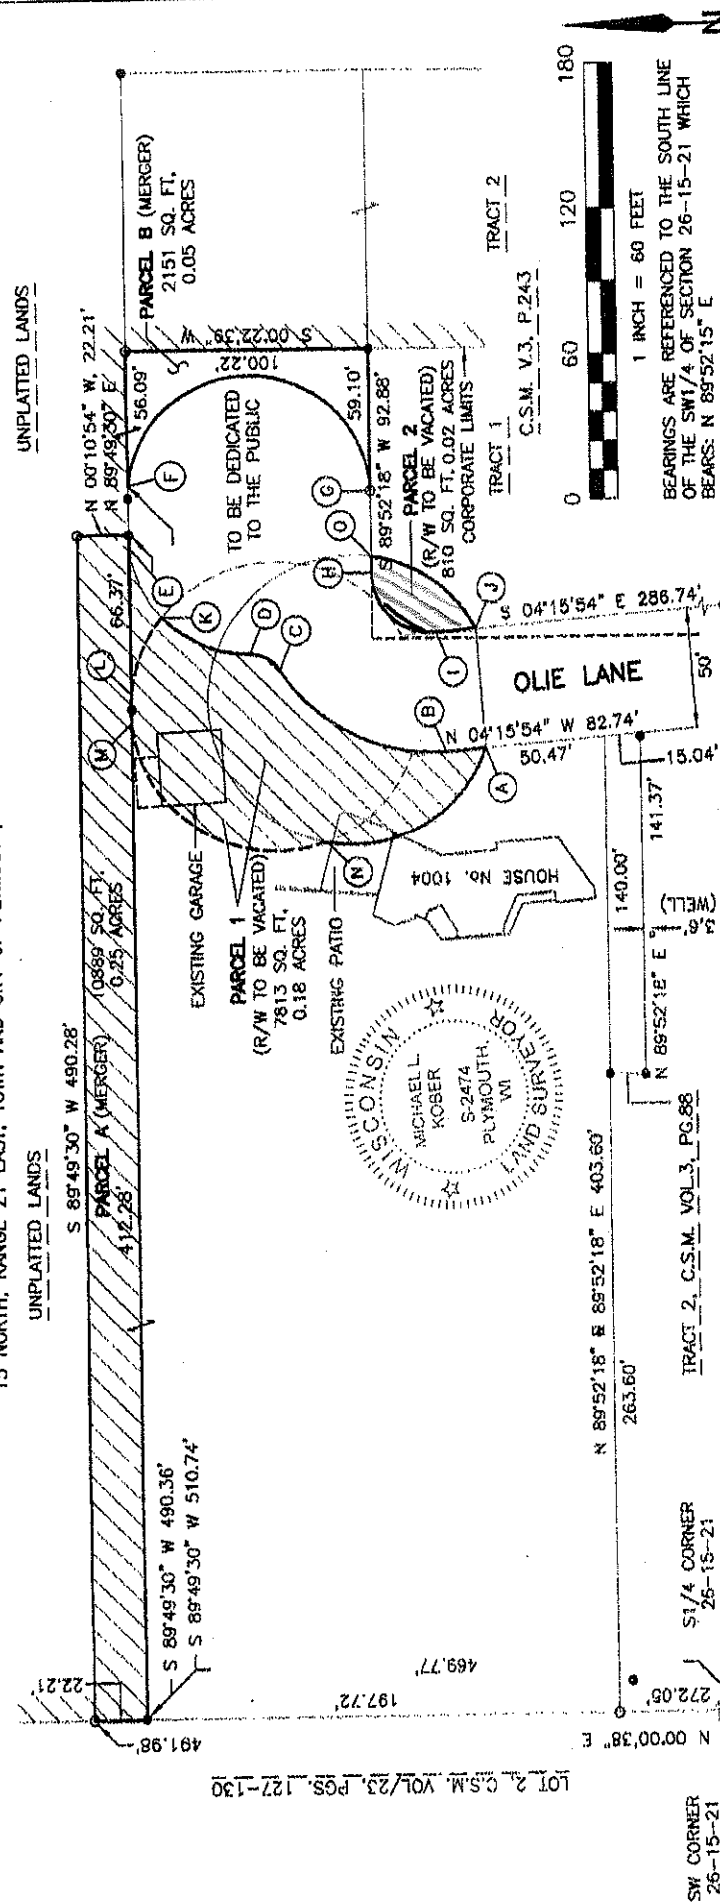 UNPLATTED LANDS
S 89°49'30" W 490.28'
PARCEL A (MERGER)
10889 SQ. FT.
0.25 ACRES
412.28'
22.21'
491.98'
S 89°49'30" W 490.36'
S 89°49'30" W 510.74'
UNPLATTED LANDS
N 00°10'54" W, 22.21'
N 89°49'30" E
56.09'
66.37'
PARCEL B (MERGER)
2151 SQ. FT.
0.05 ACRES
S 00°22'39" W
100.22'
TO BE DEDICATED
TO THE PUBLIC
59.10'
S 89°52'18" W 92.88'
PARCEL 2
(R/W TO BE VACATED)
810 SQ. FT. 0.02 ACRES
CORPORATE LIMITS
TRACT 1
TRACT 2
C.S.M. V.3, P.243
F
E
K
L
M
D
C
B
A
N
G
O
H
I
J
EXISTING GARAGE
PARCEL 1
(R/W TO BE VACATED)
7813 SQ. FT.
0.18 ACRES
EXISTING PATIO
HOUSE No. 1004
OLIE LANE
S 04°15'54" E 286.74'
N 04°15'54" W 82.74'
50.47'
50'
15.04'
141.37'
140.00'
3.6'
(WELL)
N 89°52'18" E
WISCONSIN
MICHAEL L.
KOBER
S-2474
PLYMOUTH,
WI
LAND SURVEYOR
N 89°52'18" E 403.60'
N 89°52'18" E
263.60'
TRACT 2, C.S.M. VOL.3, PG.88
469.77'
197.72'
272.05'
N 00°00'38" E
LOT 2, C.S.M. VOL/23, PGS. 127-130
S1/4 CORNER
26-15-21
SW CORNER
26-15-21
0
60
120
180
1 INCH = 60 FEET
BEARINGS ARE REFERENCED TO THE SOUTH LINE
OF THE SW1/4 OF SECTION 26-15-21 WHICH
BEARS: N 89°52'15" E
N